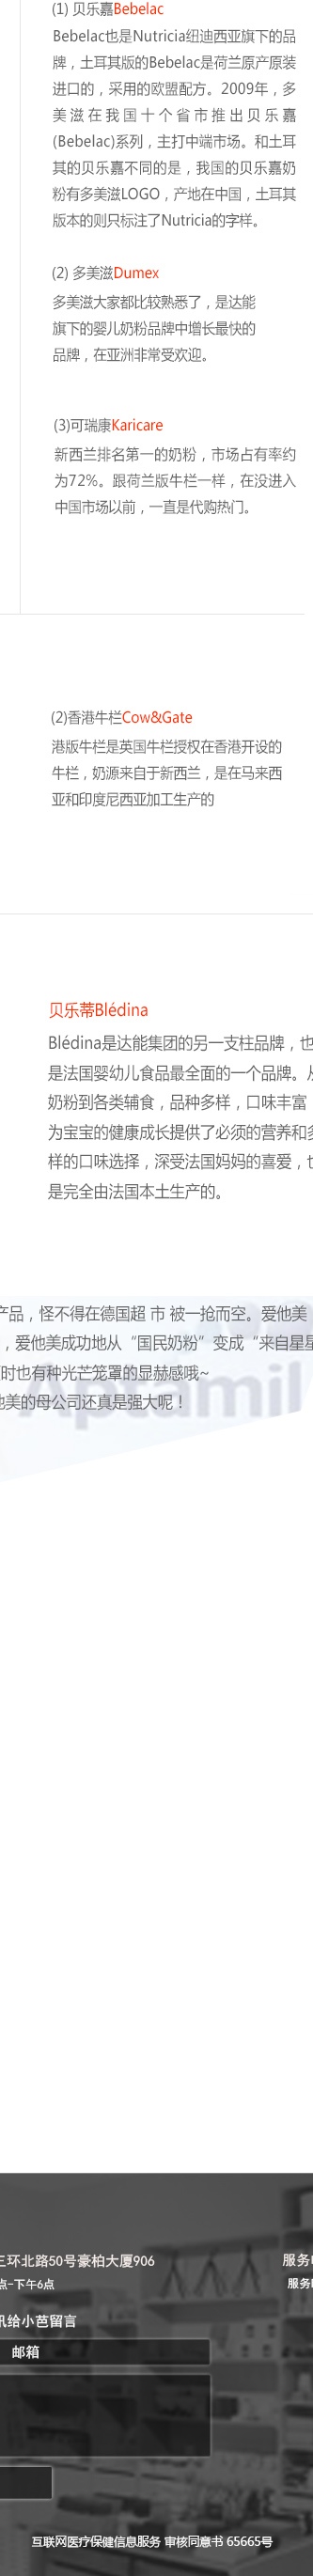 (1) 贝乐嘉Bebelac
Bebelac也是Nutricia纽迪西亚旗下的品
牌，土耳其版的Bebelac是荷兰原产原装
进口的，采用的欧盟配方。2009年，多
美滋在我国十个省市推出贝乐嘉
(Bebelac)系列，主打中端市场。和土耳
其的贝乐嘉不同的是，我国的贝乐嘉奶
粉有多美滋LOGO，产地在中国，土耳其
版本的则只标注了Nutricia的字样。
(2) 多美滋Dumex
多美滋大家都比较熟悉了，是达能
旗下的婴儿奶粉品牌中增长最快的
品牌，在亚洲非常受欢迎。
(3)可瑞康Karicare
新西兰排名第一的奶粉，市场占有率约
为72%。跟荷兰版牛栏一样，在没进入
中国市场以前，一直是代购热门。
(2)香港牛栏Cow&Gate
港版牛栏是英国牛栏授权在香港开设的
牛栏，奶源来自于新西兰，是在马来西
亚和印度尼西亚加工生产的
贝乐蒂Blédina
Blédina是达能集团的另一支柱品牌，也
是法国婴幼儿食品最全面的一个品牌。从
奶粉到各类辅食，品种多样，口味丰富
为宝宝的健康成长提供了必须的营养和多
样的口味选择，深受法国妈妈的喜爱，也
是完全由法国本土生产的。
产品，怪不得在德国超 市 被一抢而空。爱他美
，爱他美成功地从“国民奶粉”变成“来自星星
时也有种光芒笼罩的显赫感哦~
他美的母公司还真是强大呢！
Aptamil
三环北路50号豪柏大厦906
服务
点-下午6点
服务
讯给小芭留言
邮箱
互联网医疗保健信息服务 审核同意书 65665号